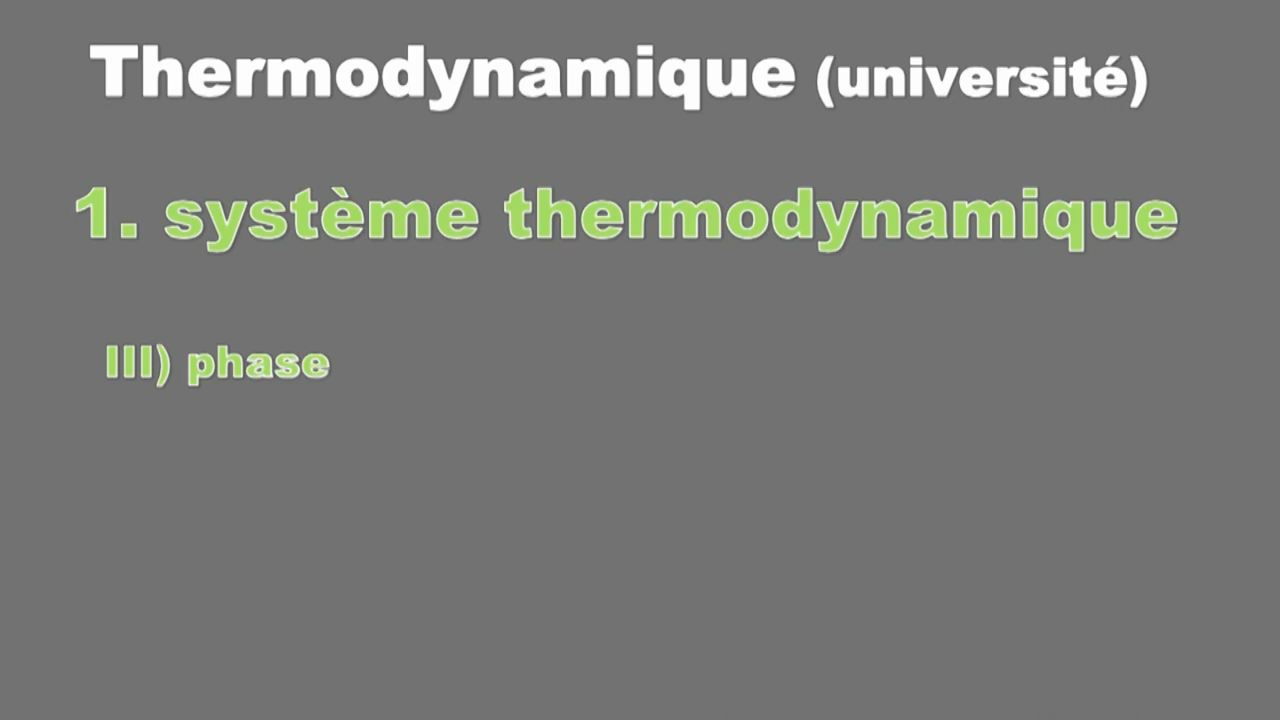 Thermodynamique (université)
1. système thermodynamique
III) phase